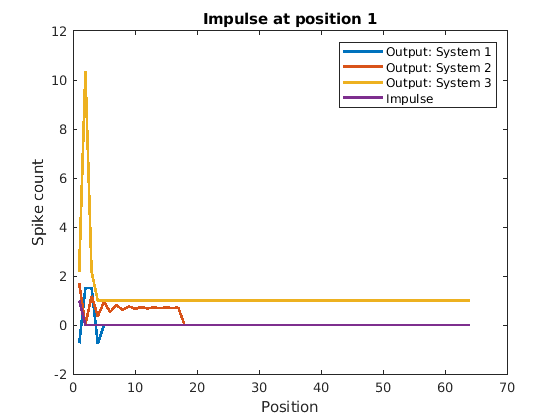 Impulse at position 1
Output: System 1
Output: System 2
Output: System 3
Impulse
Spike count
12
10
8
6
4
2
0
-2
0 10 20 30 40 50 60 70
Position